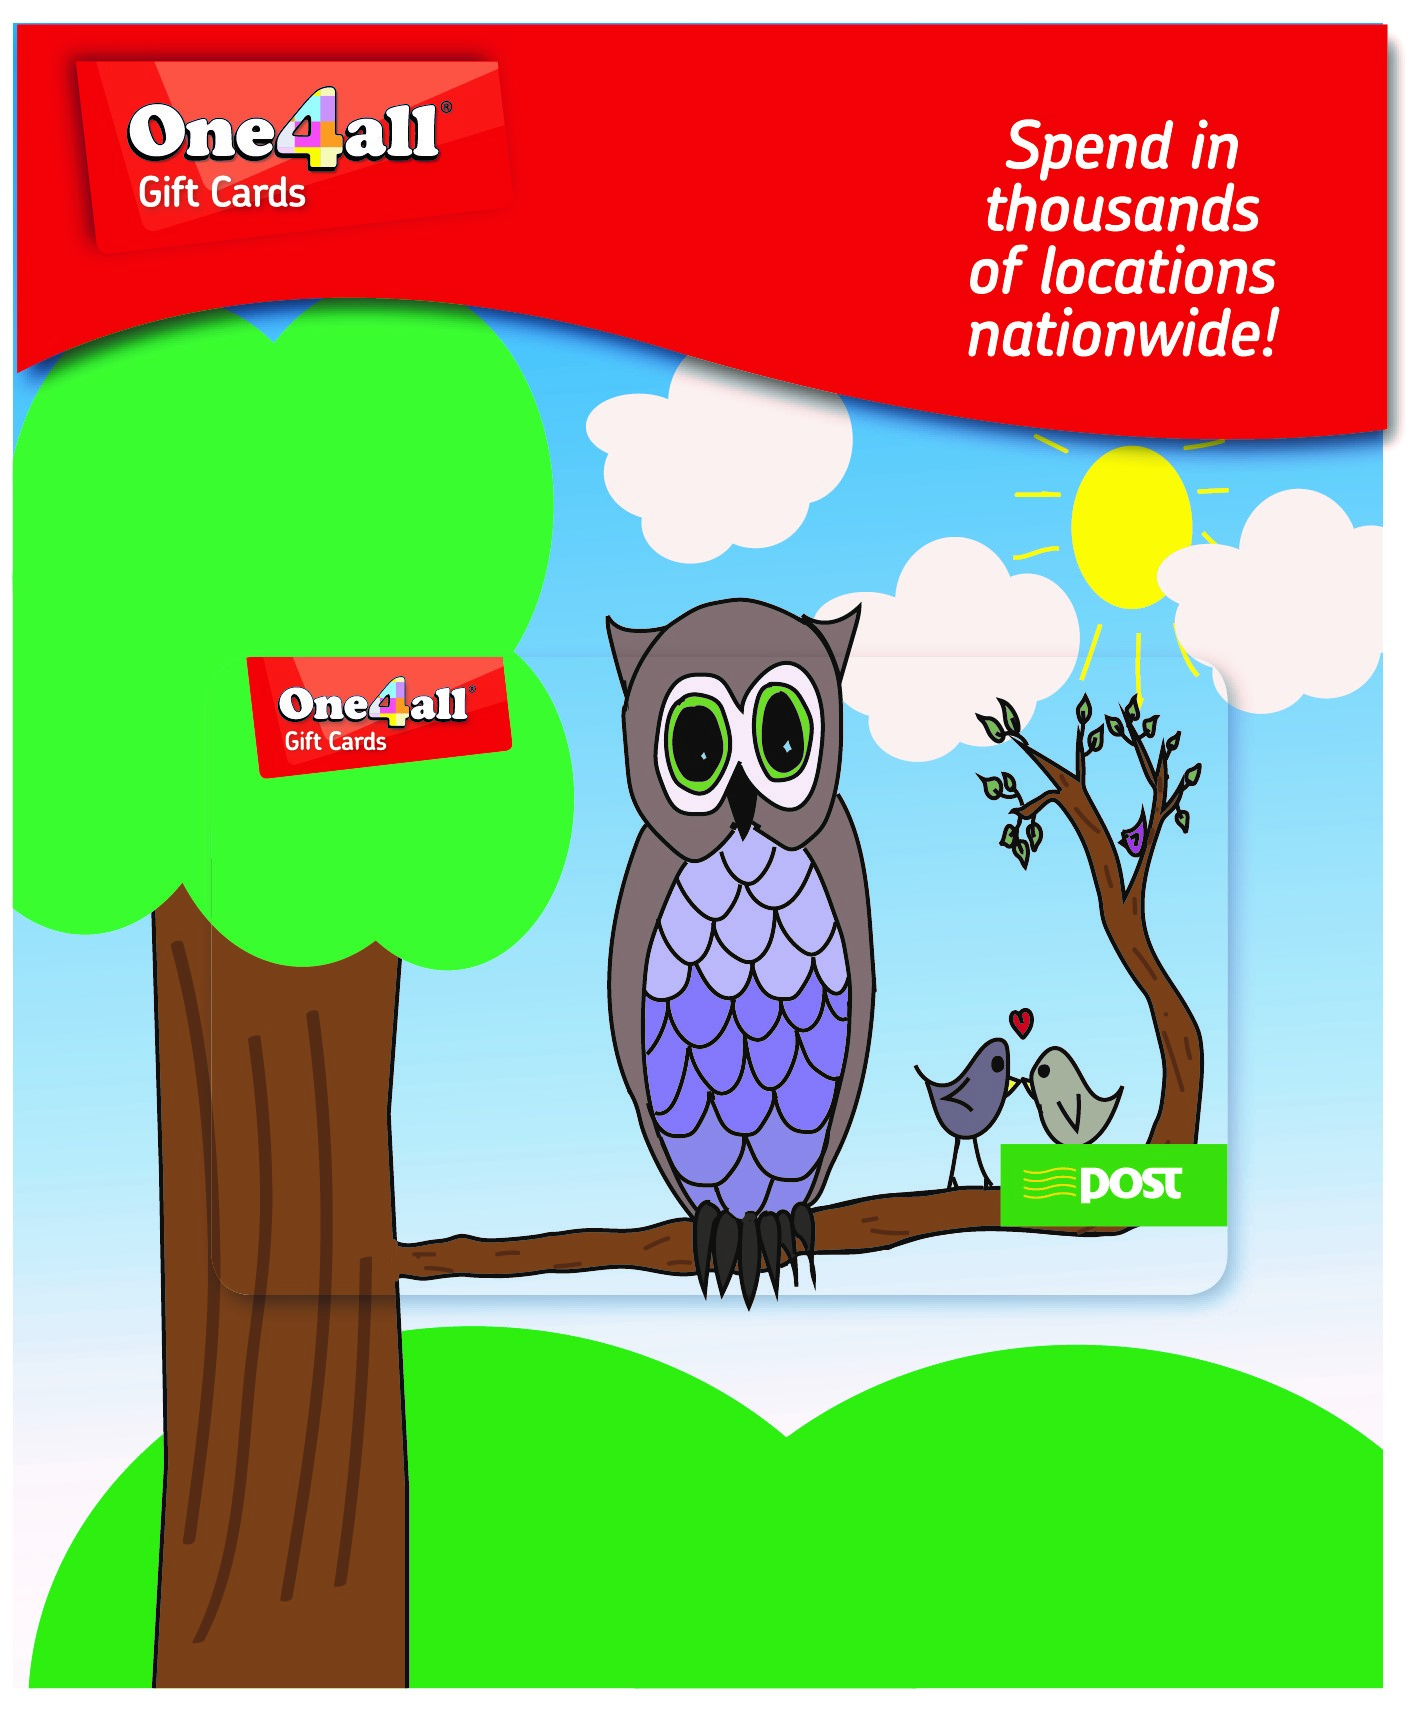 One4all®
Gift Cards
Spend in
thousands
of locations
nationwide!
One4all®
Gift Cards
post